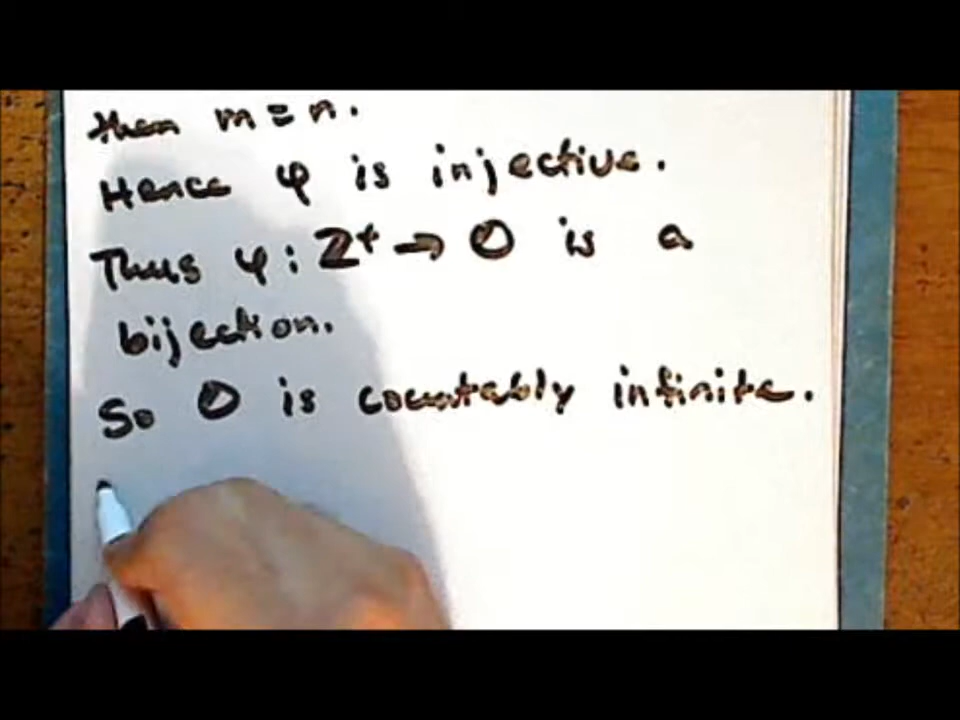 then m = n.
Hence φ is injective.
Thus φ: Z⁺ → O is a
bijection.
So O is countably infinite.